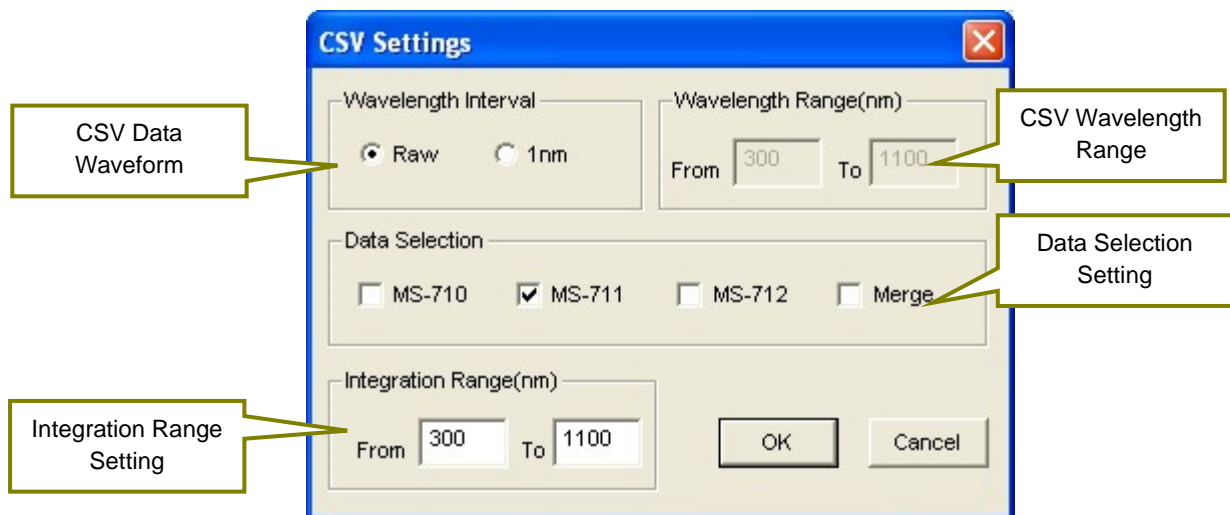 CSV Settings
CSV Data
Waveform
Wavelength Interval
Raw
1nm
Wavelength Range(nm)
From 300 To 1100
CSV Wavelength
Range
Data Selection
MS-710 MS-711 MS-712 Merge
Data Selection
Setting
Integration Range(nm)
From 300 To 1100
Integration Range
Setting
OK
Cancel